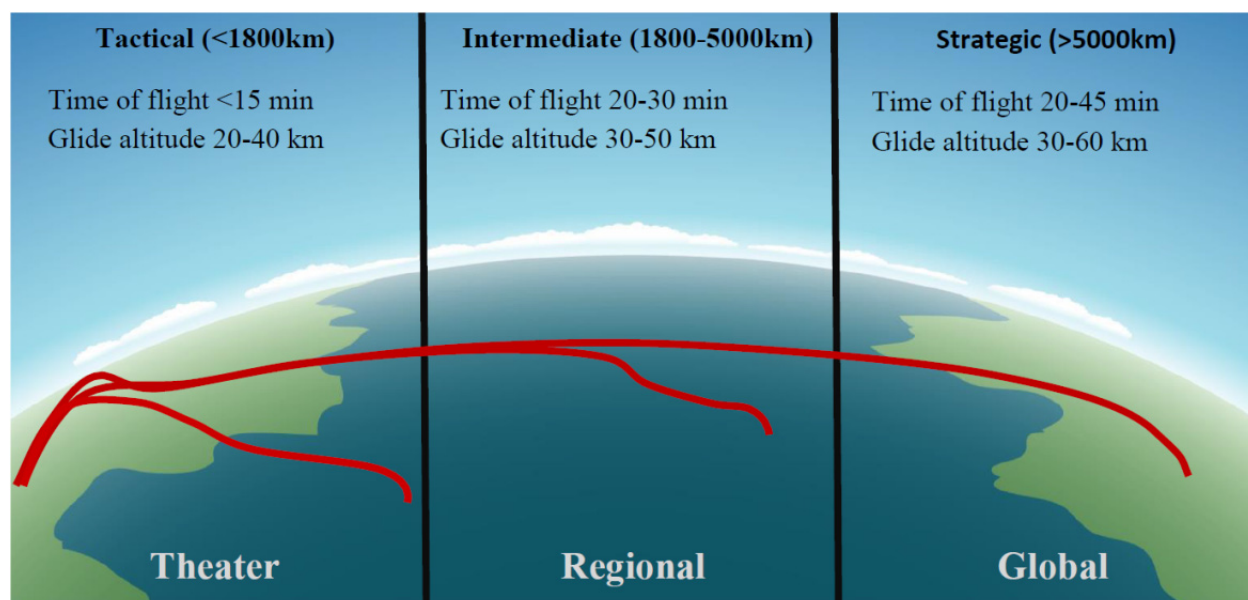 Tactical (<1800km)
Time of flight <15 min
Glide altitude 20-40 km
Theater
Intermediate (1800-5000km)
Time of flight 20-30 min
Glide altitude 30-50 km
Regional
Strategic (>5000km)
Time of flight 20-45 min
Glide altitude 30-60 km
Global